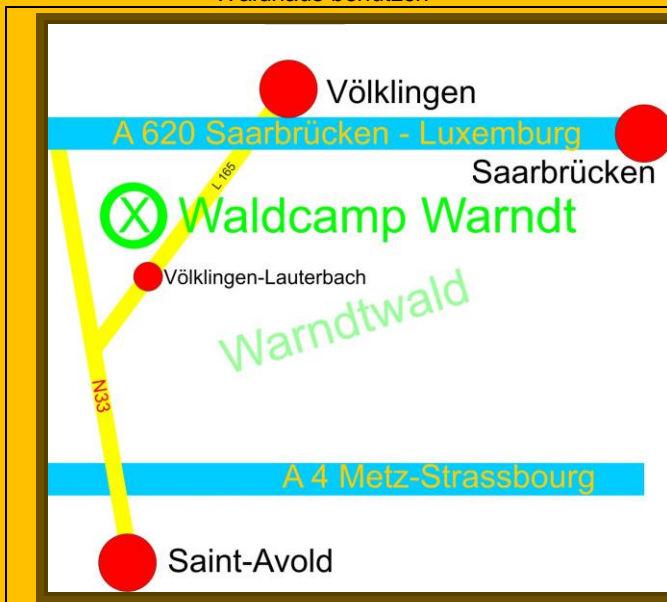 Völklingen
A 620 Saarbrücken - Luxemburg
Saarbrücken
L 165
X Waldcamp Warndt
Völklingen-Lauterbach
Warndtwald
N33
A 4 Metz-Strassbourg
Saint-Avold